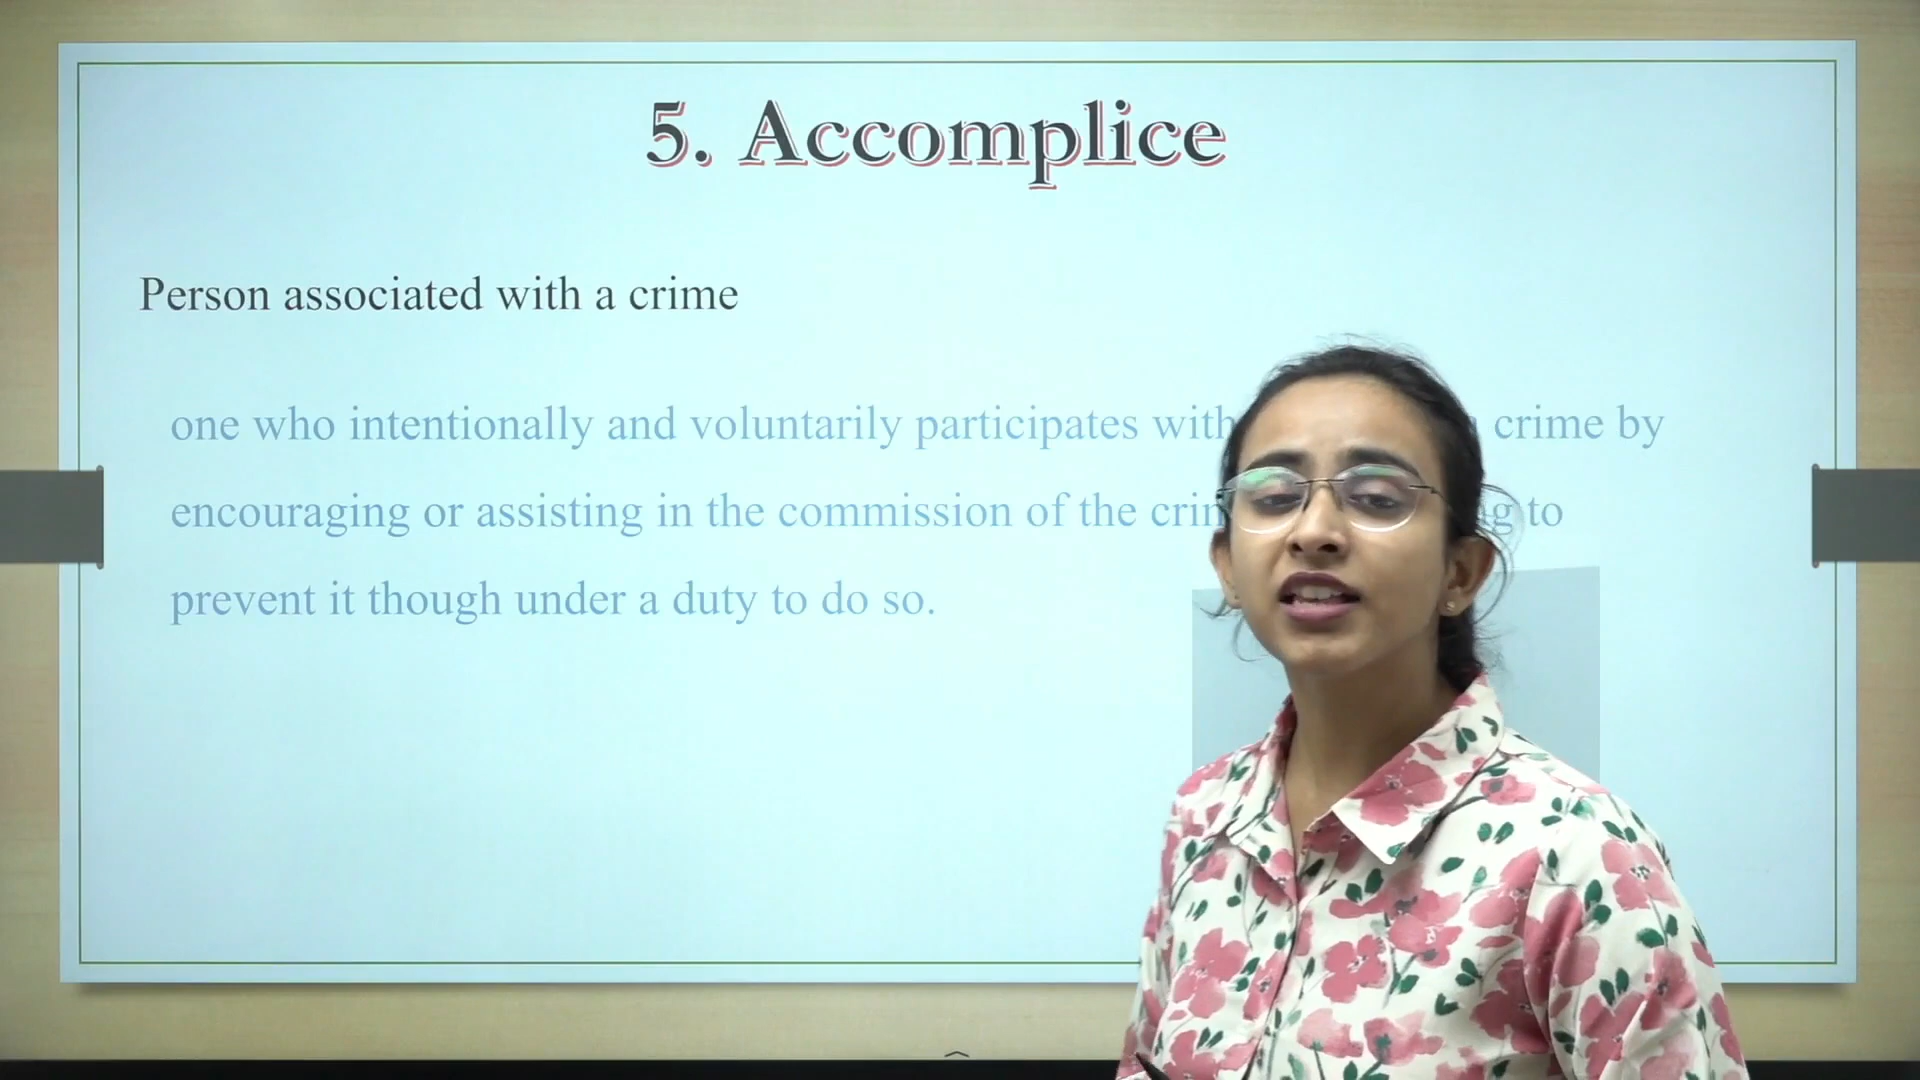 5. Accomplice
Person associated with a crime
one who intentionally and voluntarily participates with crime by
encouraging or assisting in the commission of the to
prevent it though under a duty to do so.